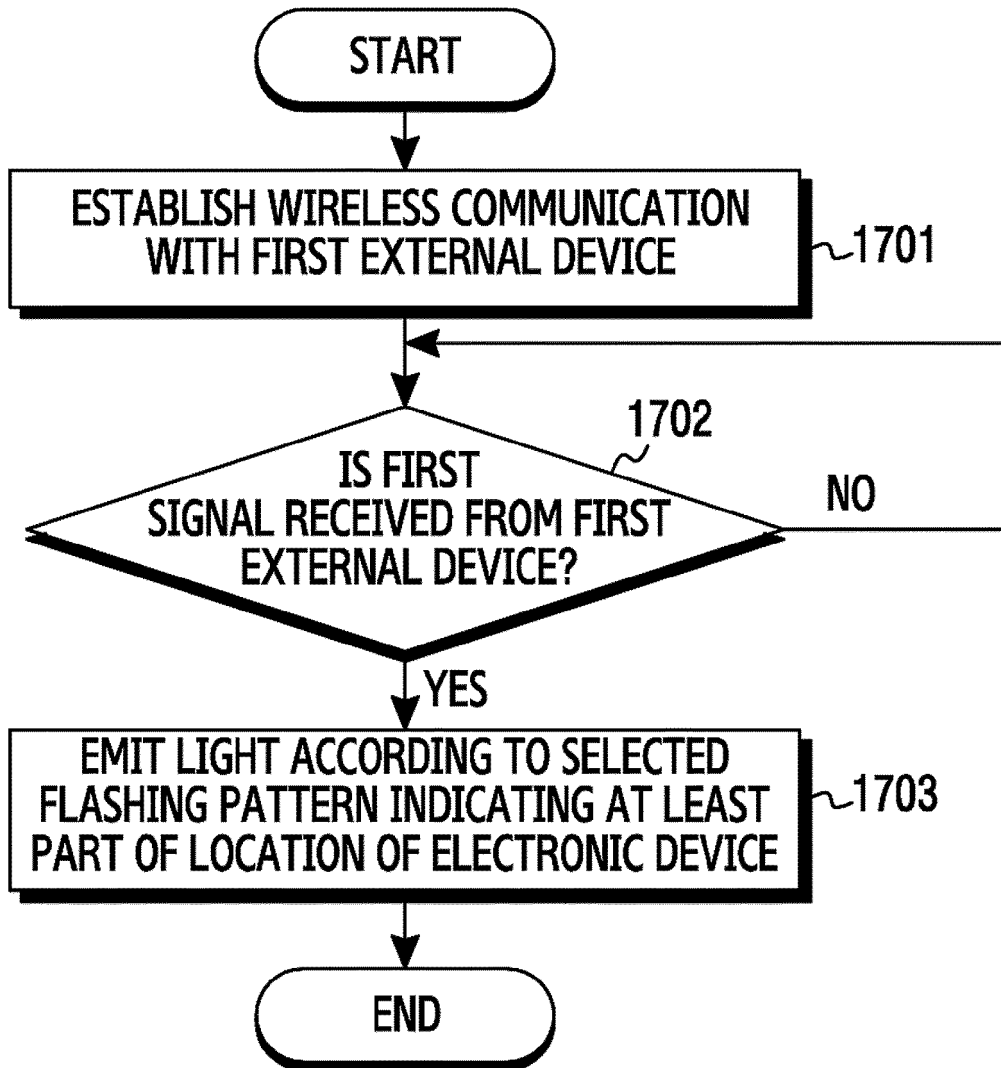 START
ESTABLISH WIRELESS COMMUNICATION
WITH FIRST EXTERNAL DEVICE
1701
1702
IS FIRST
SIGNAL RECEIVED FROM FIRST
EXTERNAL DEVICE?
NO
YES
EMIT LIGHT ACCORDING TO SELECTED
FLASHING PATTERN INDICATING AT LEAST
PART OF LOCATION OF ELECTRONIC DEVICE
1703
END